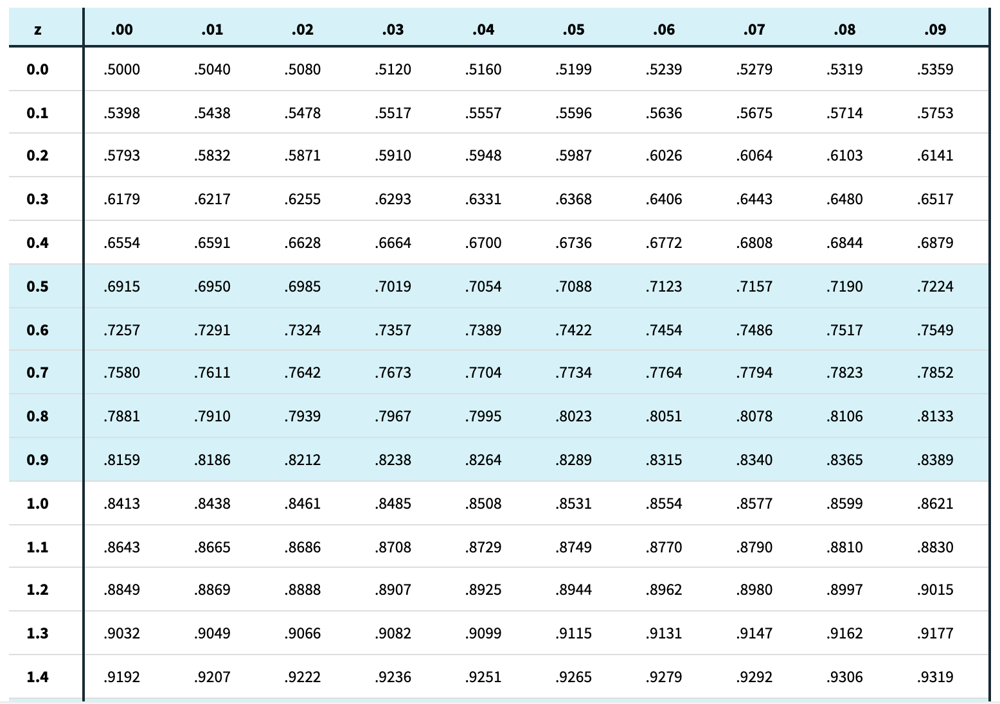 z .00 .01 .02 .03 .04 .05 .06 .07 .08 .09
0.0 .5000 .5040 .5080 .5120 .5160 .5199 .5239 .5279 .5319 .5359
0.1 .5398 .5438 .5478 .5517 .5557 .5596 .5636 .5675 .5714 .5753
0.2 .5793 .5832 .5871 .5910 .5948 .5987 .6026 .6064 .6103 .6141
0.3 .6179 .6217 .6255 .6293 .6331 .6368 .6406 .6443 .6480 .6517
0.4 .6554 .6591 .6628 .6664 .6700 .6736 .6772 .6808 .6844 .6879
0.5 .6915 .6950 .6985 .7019 .7054 .7088 .7123 .7157 .7190 .7224
0.6 .7257 .7291 .7324 .7357 .7389 .7422 .7454 .7486 .7517 .7549
0.7 .7580 .7611 .7642 .7673 .7704 .7734 .7764 .7794 .7823 .7852
0.8 .7881 .7910 .7939 .7967 .7995 .8023 .8051 .8078 .8106 .8133
0.9 .8159 .8186 .8212 .8238 .8264 .8289 .8315 .8340 .8365 .8389
1.0 .8413 .8438 .8461 .8485 .8508 .8531 .8554 .8577 .8599 .8621
1.1 .8643 .8665 .8686 .8708 .8729 .8749 .8770 .8790 .8810 .8830
1.2 .8849 .8869 .8888 .8907 .8925 .8944 .8962 .8980 .8997 .9015
1.3 .9032 .9049 .9066 .9082 .9099 .9115 .9131 .9147 .9162 .9177
1.4 .9192 .9207 .9222 .9236 .9251 .9265 .9279 .9292 .9306 .9319